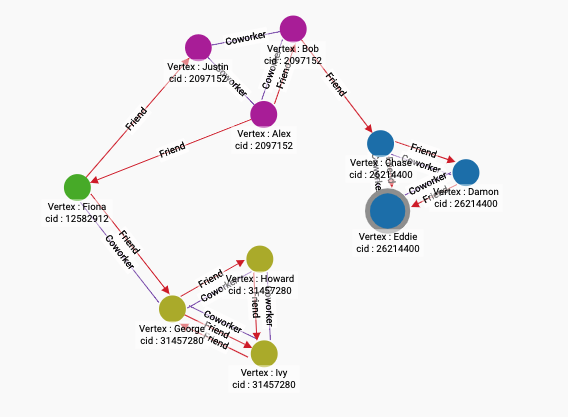 Coworker
Vertex : Bob
cid : 2097152
Vertex : Justin
cid : 2097152
Coworker
Coworker
Friend
Friend
Friend
Vertex : Alex
cid : 2097152
Friend
Friend
Vertex : Chase
cid : 26214400
Coworker
Coworker
Friend
Vertex : Damon
cid : 26214400
Vertex : Eddie
cid : 26214400
Vertex : Fiona
cid : 12582912
Friend
Coworker
Friend
Vertex : Howard
cid : 31457280
Coworker
Friend
Coworker
Coworker
Friend
Friend
Vertex : George
cid : 31457280
Vertex : Ivy
cid : 31457280